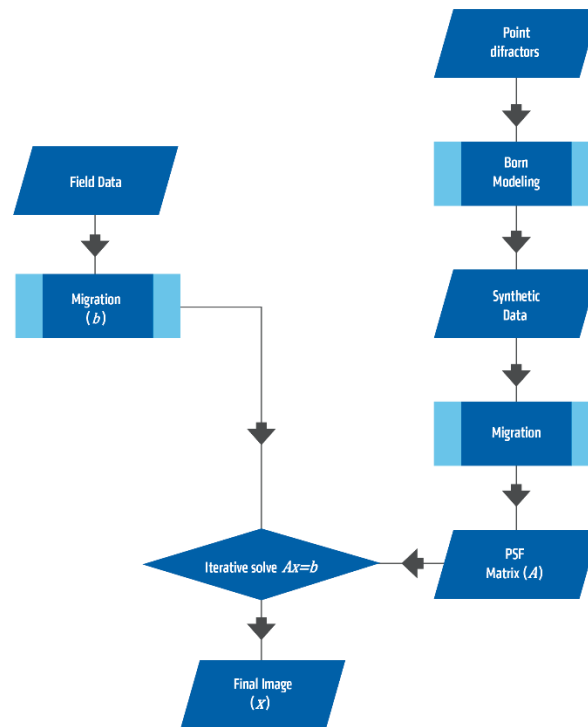 Point
difractors
Born
Modeling
Field Data
Migration
(b)
Synthetic
Data
Migration
PSF
Matrix (A)
Iterative solve Ax=b
Final Image
(x)